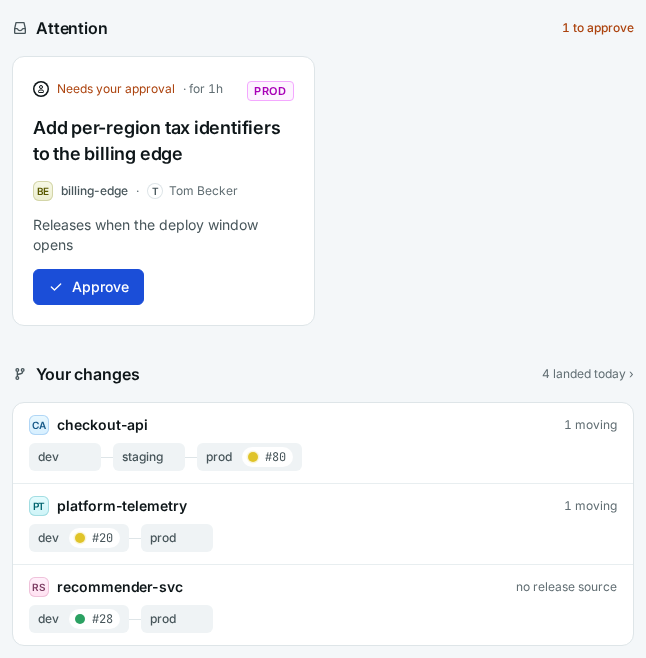 Attention
1 to approve
Needs your approval · for 1h
PROD
Add per-region tax identifiers
to the billing edge
BE billing-edge · T Tom Becker
Releases when the deploy window
opens
Approve
Your changes
4 landed today ›
CA checkout-api
1 moving
dev staging prod #80
PT platform-telemetry
1 moving
dev #20 prod
RS recommender-svc
no release source
dev #28 prod